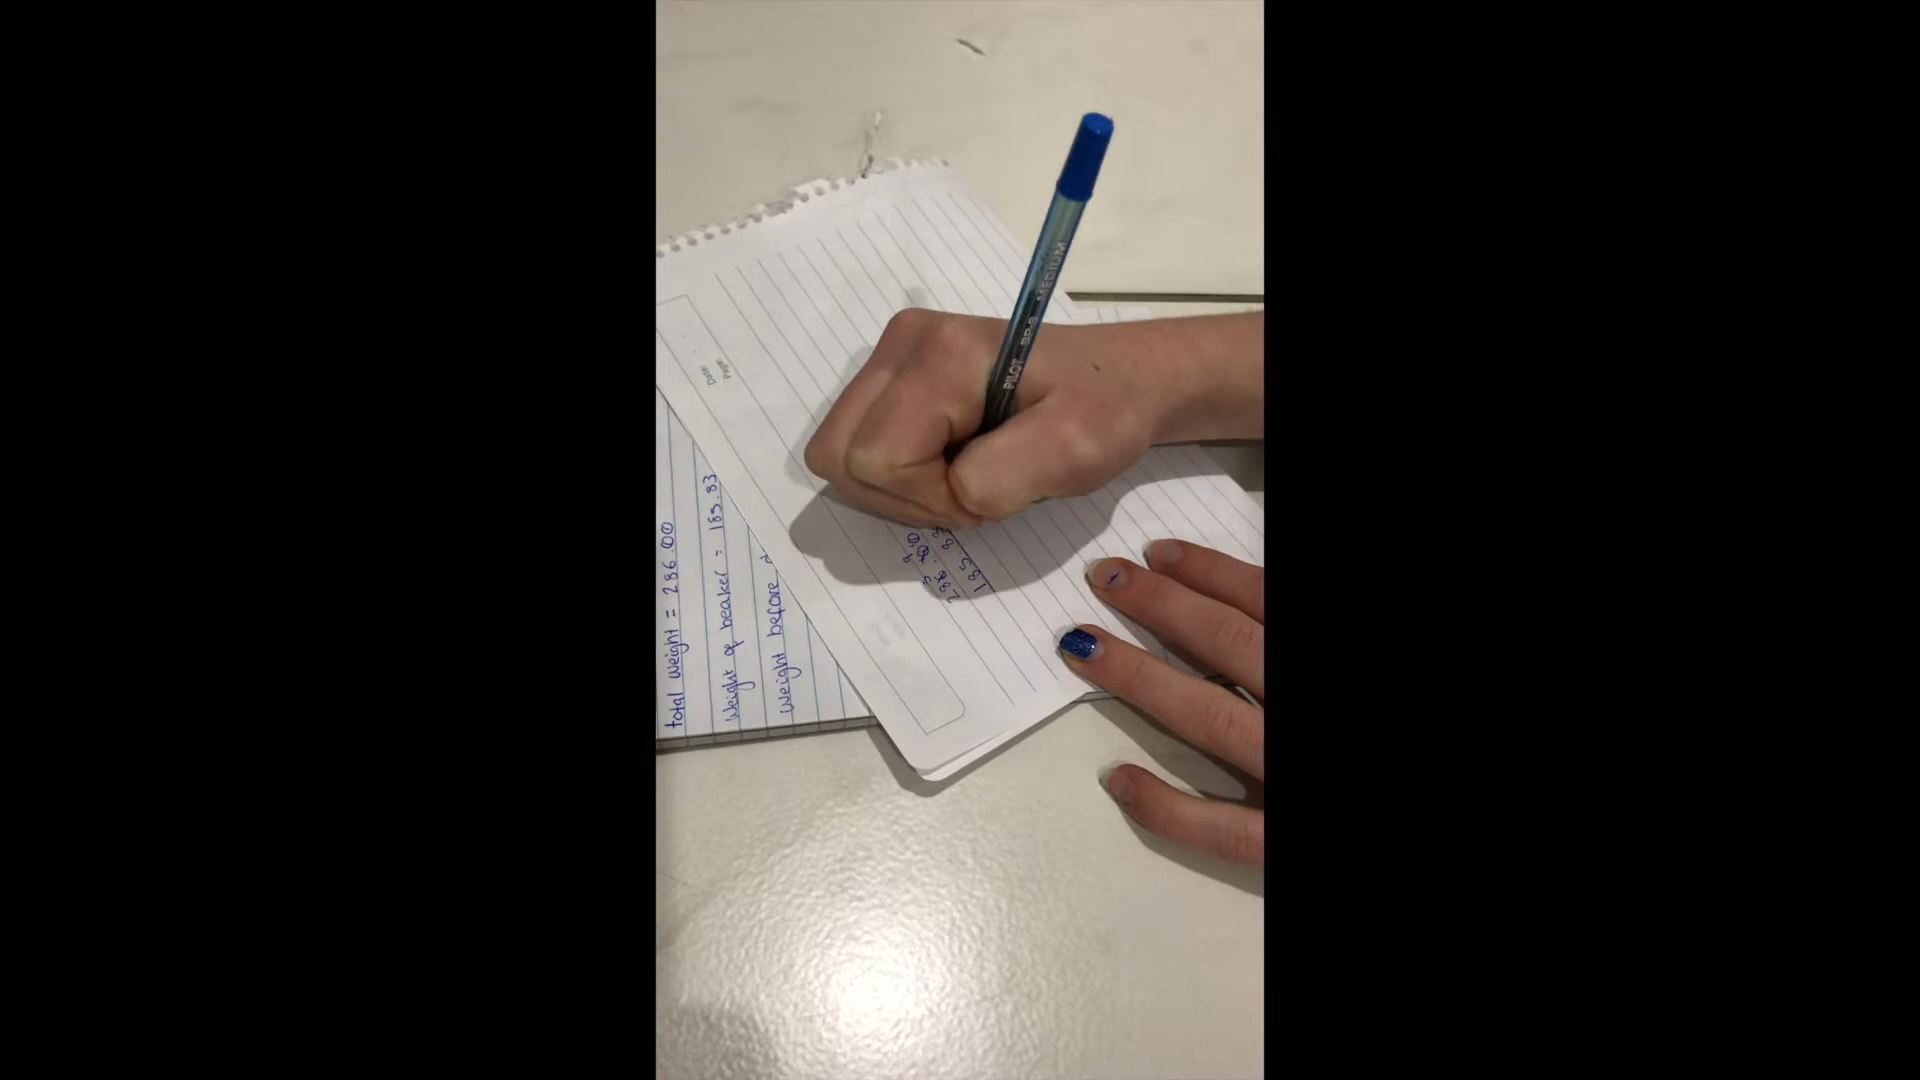 total weight = 286.00
Weight of beaker - 185.83
Weight before
Date:
Page:
286.00
185.83
PILOT BP-S MEDIUM